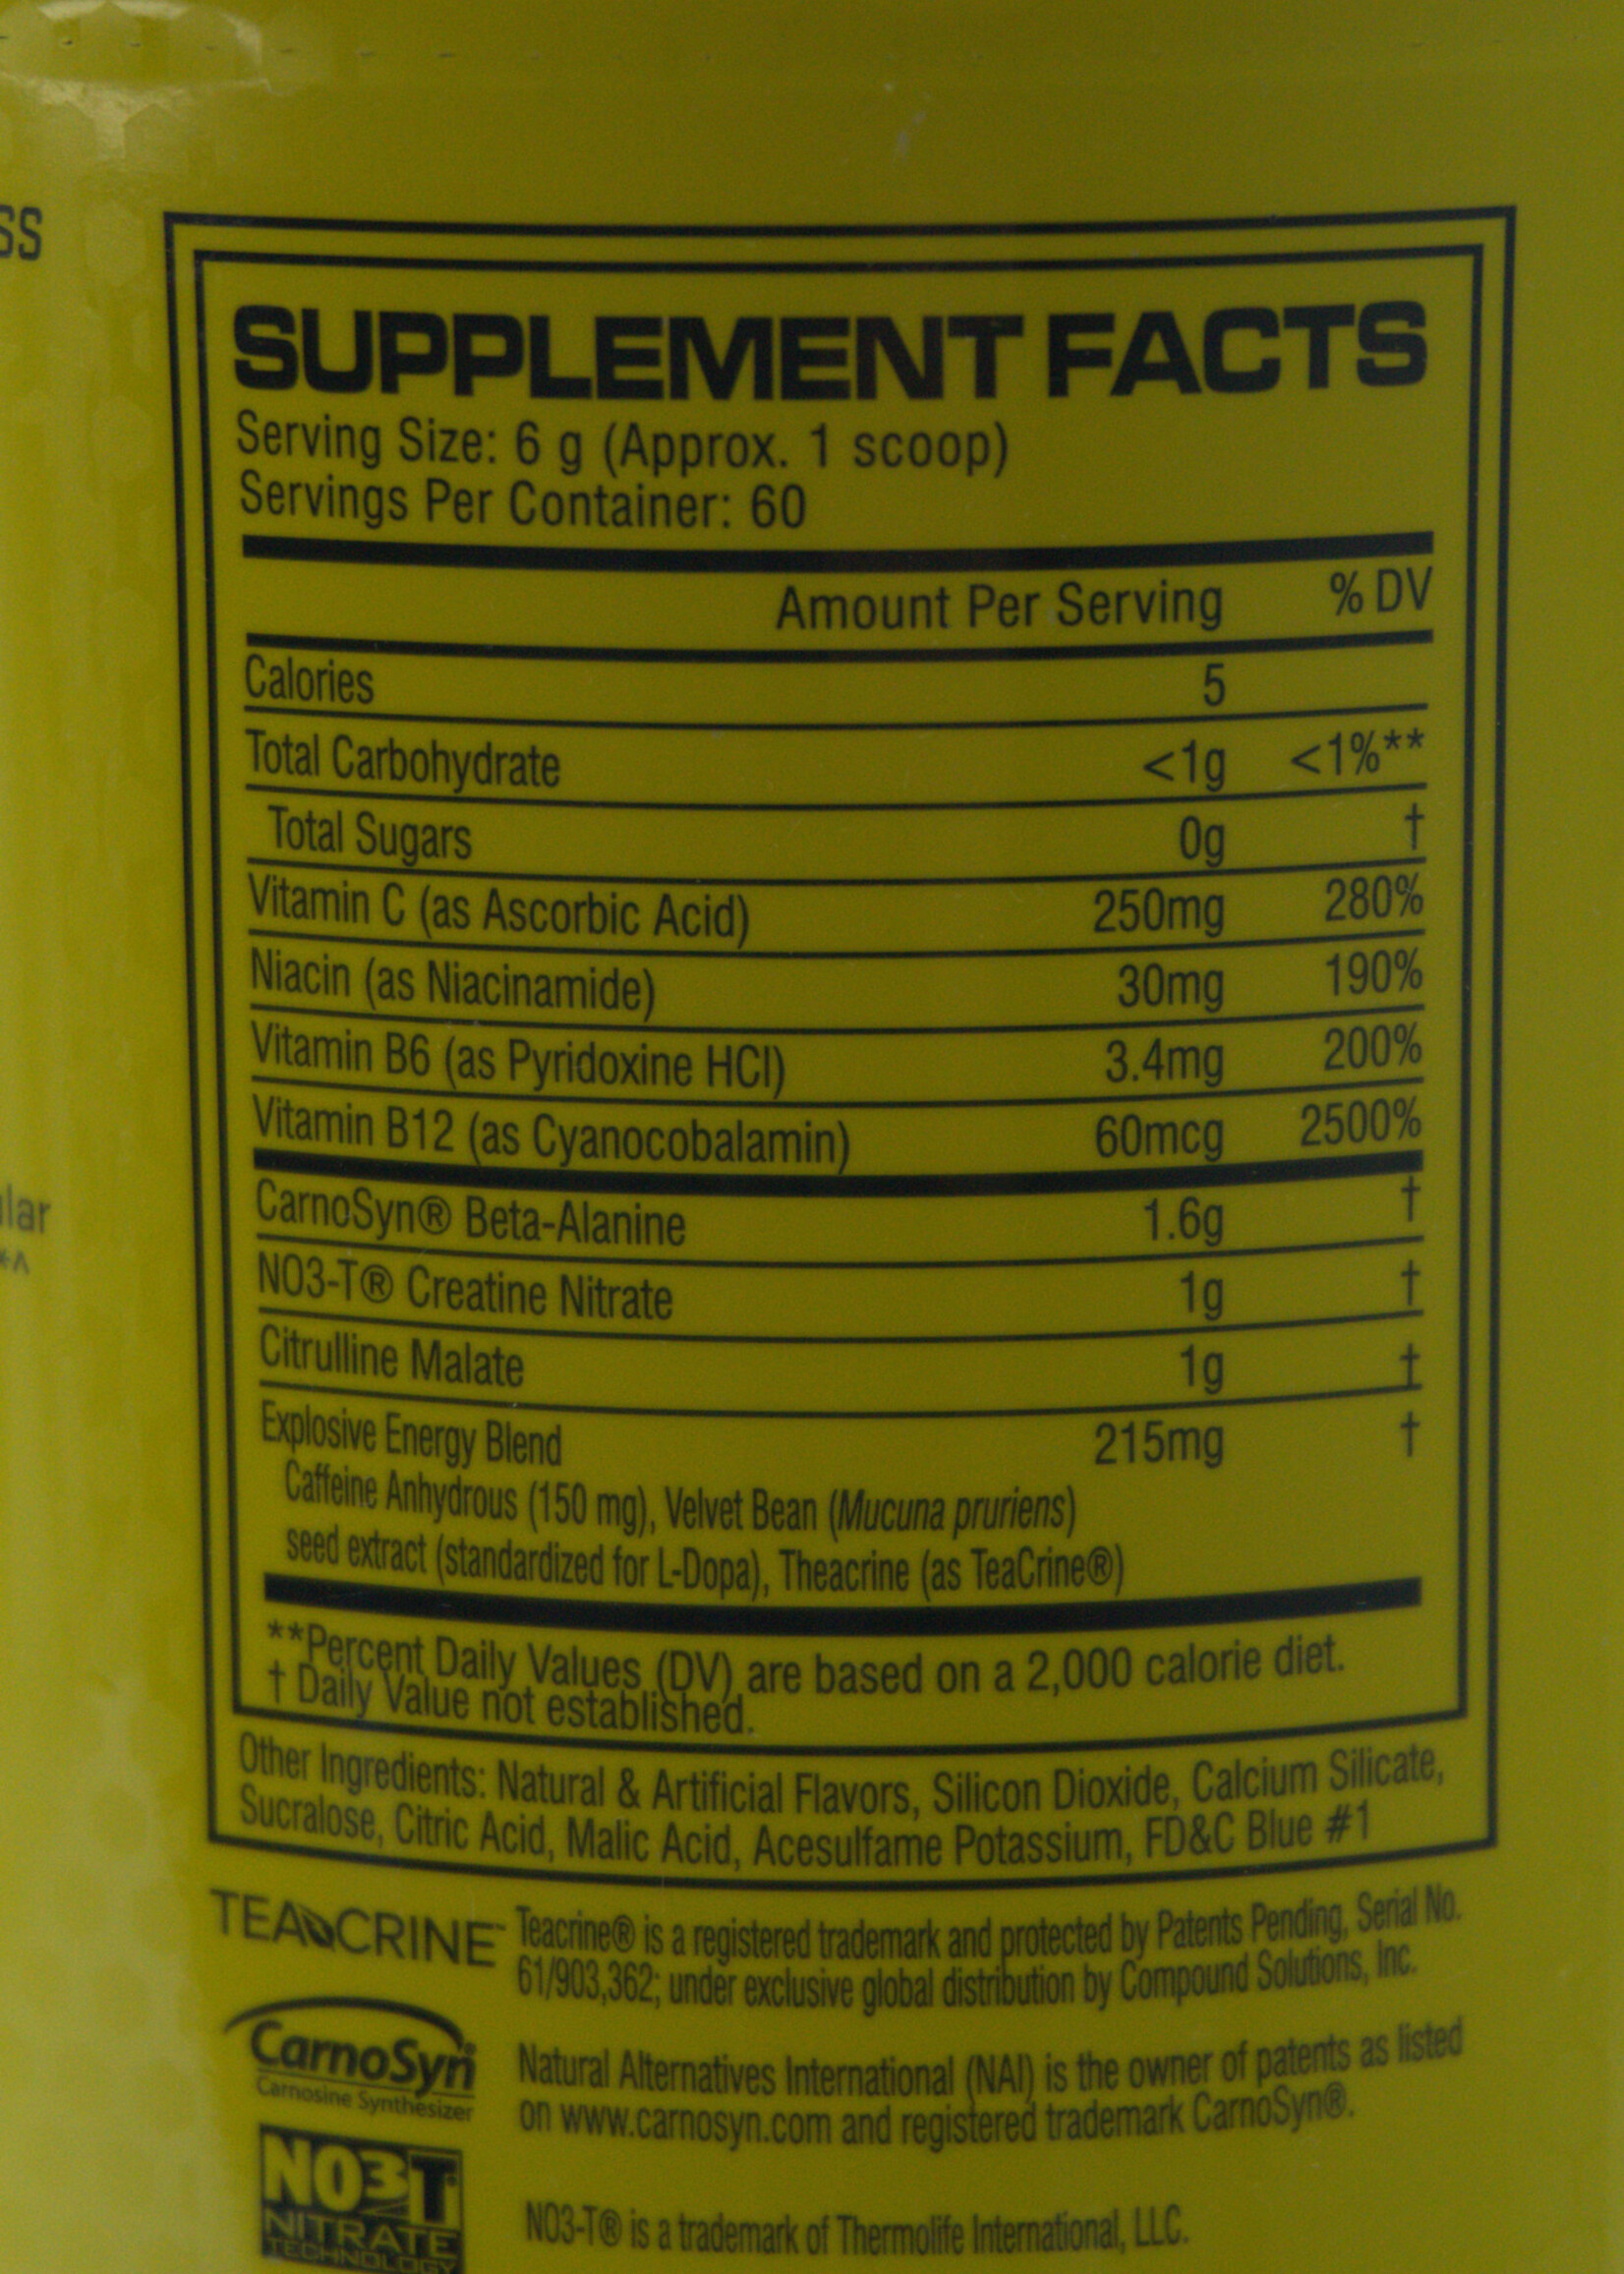 SS
SUPPLEMENT FACTS
Serving Size: 6 g (Approx. 1 scoop)
Servings Per Container: 60
Amount Per Serving % DV
Calories 5
Total Carbohydrate <1g <1%**
Total Sugars 0g †
Vitamin C (as Ascorbic Acid) 250mg 280%
Niacin (as Niacinamide) 30mg 190%
Vitamin B6 (as Pyridoxine HCl) 3.4mg 200%
Vitamin B12 (as Cyanocobalamin) 60mcg 2500%
lar
*^
CarnoSyn® Beta-Alanine 1.6g †
NO3-T® Creatine Nitrate 1g †
Citrulline Malate 1g †
Explosive Energy Blend 215mg †
Caffeine Anhydrous (150 mg), Velvet Bean (Mucuna pruriens)
seed extract (standardized for L-Dopa), Theacrine (as TeaCrine®)
**Percent Daily Values (DV) are based on a 2,000 calorie diet.
† Daily Value not established.
Other Ingredients: Natural & Artificial Flavors, Silicon Dioxide, Calcium Silicate,
Sucralose, Citric Acid, Malic Acid, Acesulfame Potassium, FD&C Blue #1
TEACRINE™ Teacrine® is a registered trademark and protected by Patents Pending, Serial No.
61/903,362; under exclusive global distribution by Compound Solutions, Inc.
CarnoSyn®
Carnosine Synthesizer
Natural Alternatives International (NAI) is the owner of patents as listed
on www.carnosyn.com and registered trademark CarnoSyn®.
NO3T
NITRATE
TECHNOLOGY
NO3-T® is a trademark of Thermolife International, LLC.